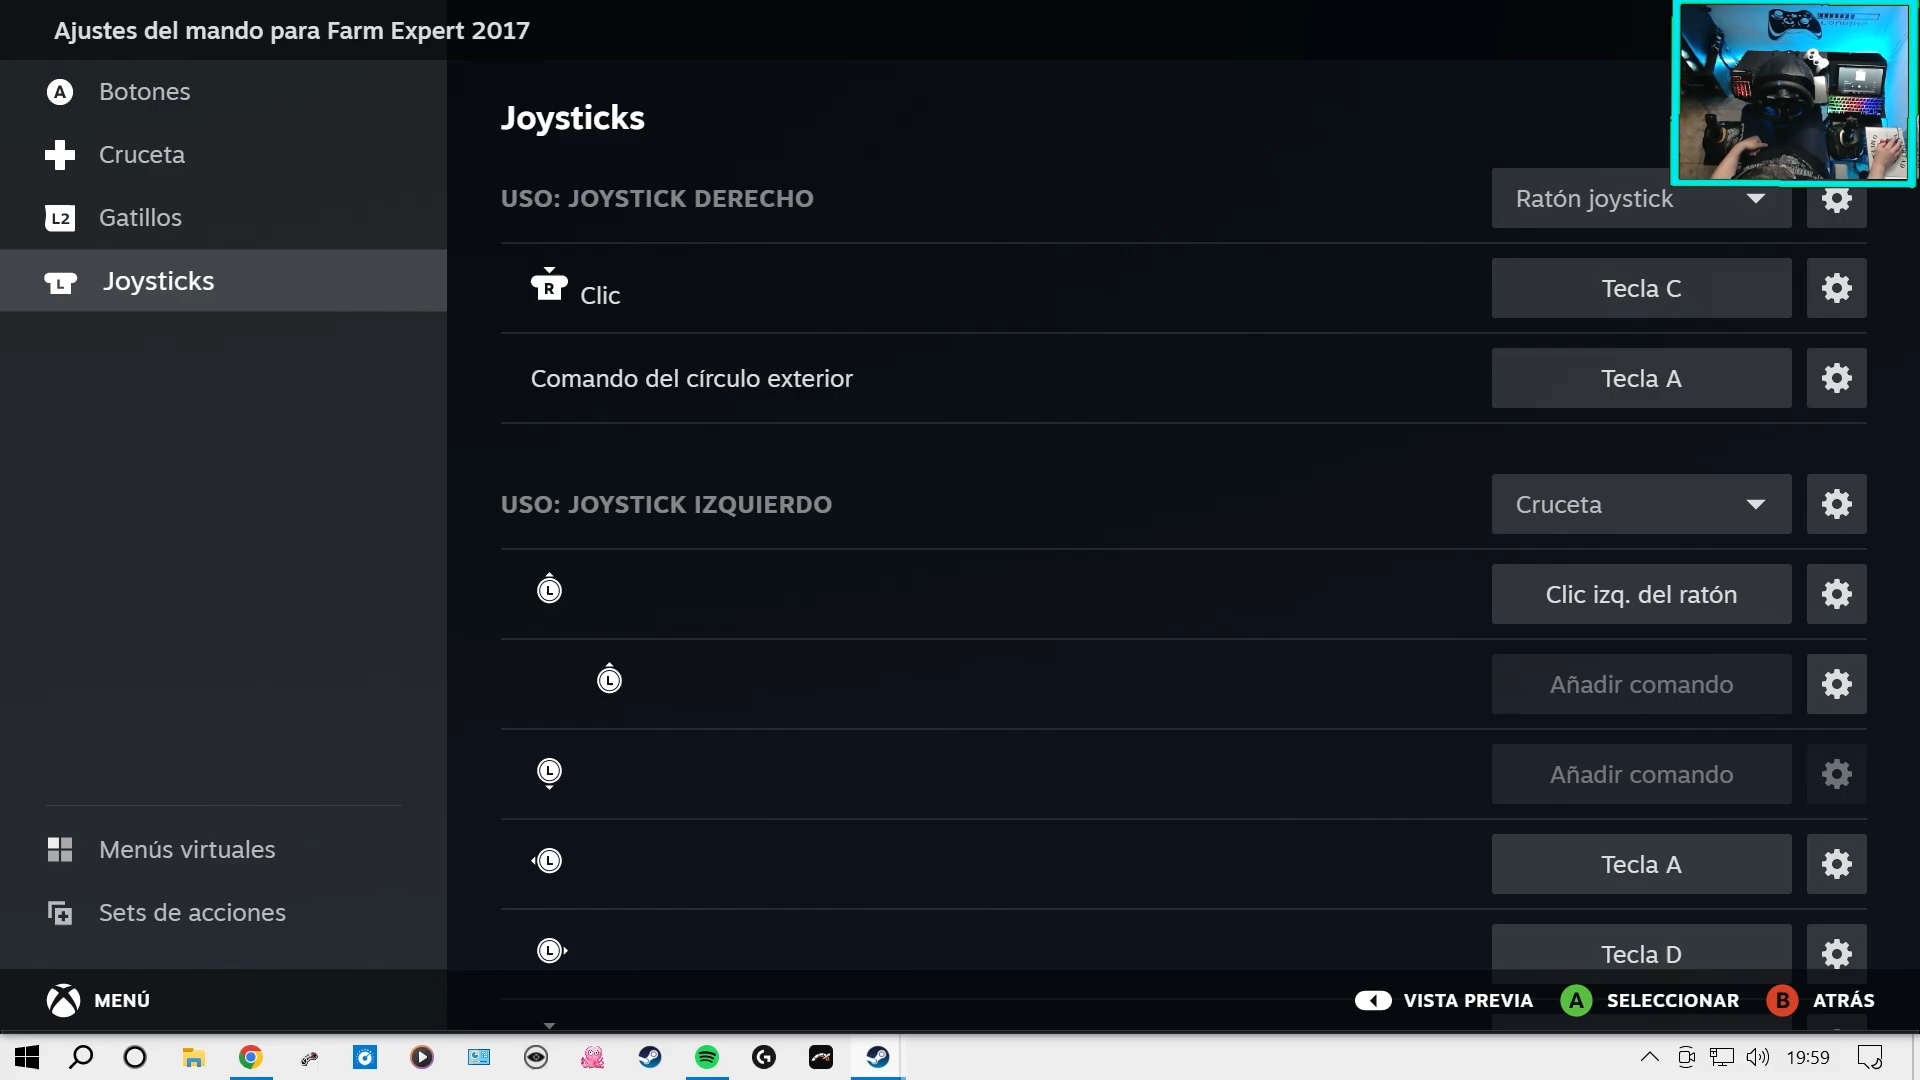 Ajustes del mando para Farm Expert 2017
A Botones
Cruceta
L2 Gatillos
L Joysticks
Menús virtuales
Sets de acciones
Joysticks
USO: JOYSTICK DERECHO
Ratón joystick
R Clic
Tecla C
Comando del círculo exterior
Tecla A
USO: JOYSTICK IZQUIERDO
Cruceta
L
Clic izq. del ratón
L
Añadir comando
L
Añadir comando
L
Tecla A
L
Tecla D
MENÚ
VISTA PREVIA
A SELECCIONAR
B ATRÁS
19:59